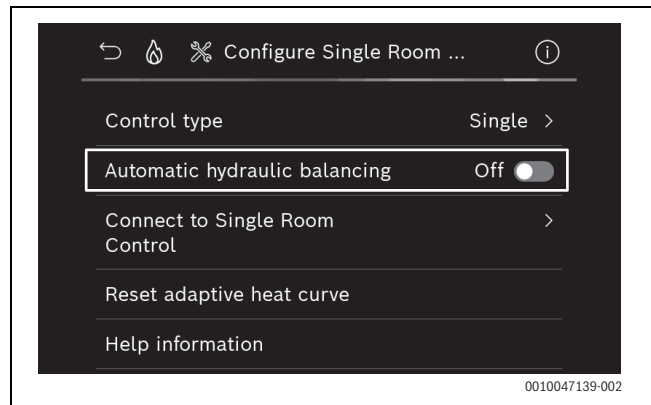 Configure Single Room ...
Control type Single >
Automatic hydraulic balancing Off
Connect to Single Room >
Control
Reset adaptive heat curve
Help information
0010047139-002